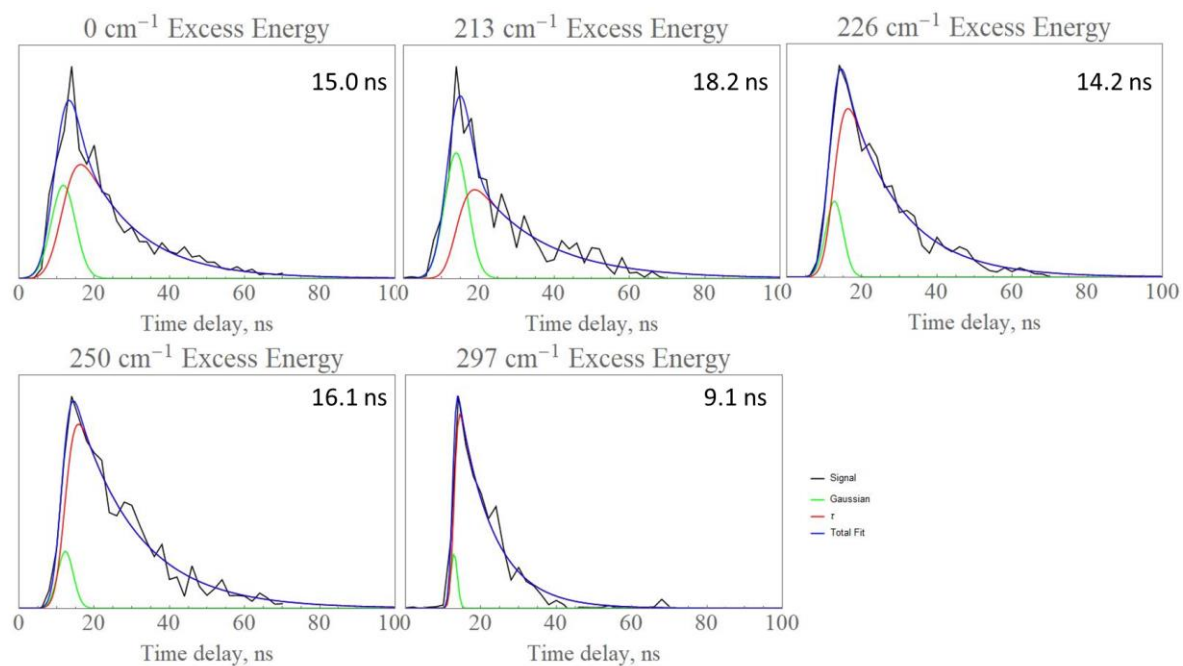 0 cm⁻¹ Excess Energy
15.0 ns
0 20 40 60 80 100
Time delay, ns
213 cm⁻¹ Excess Energy
18.2 ns
0 20 40 60 80 100
Time delay, ns
226 cm⁻¹ Excess Energy
14.2 ns
0 20 40 60 80 100
Time delay, ns
250 cm⁻¹ Excess Energy
16.1 ns
0 20 40 60 80 100
Time delay, ns
297 cm⁻¹ Excess Energy
9.1 ns
0 20 40 60 80 100
Time delay, ns
Signal
Gaussian
τ
Total Fit